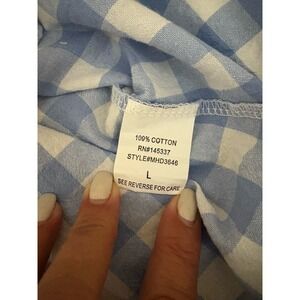 100% COTTON
RN#145337
STYLE#MHD3646
L
SEE REVERSE FOR CARE